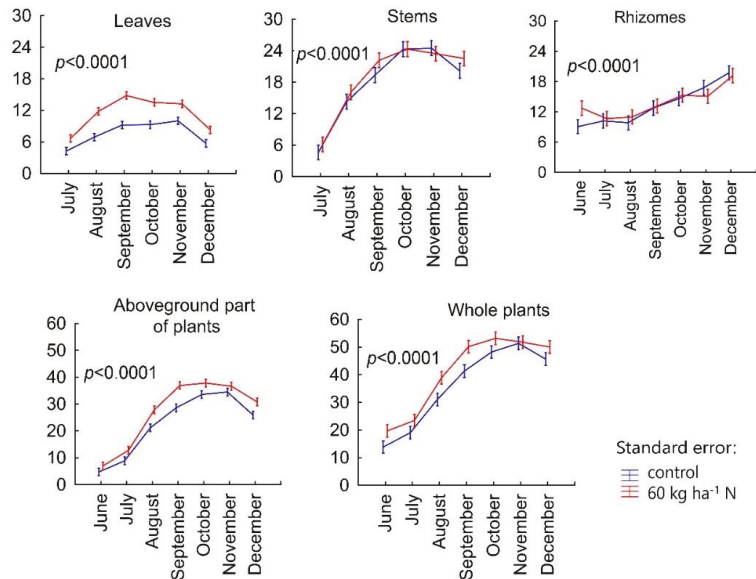 Leaves
30
24
18
12
6
0
p<0.0001
July
August
September
October
November
December
Stems
30
24
18
12
6
0
p<0.0001
July
August
September
October
November
December
Rhizomes
30
24
18
12
6
0
p<0.0001
June
July
August
September
October
November
December
Aboveground part
of plants
60
50
40
30
20
10
0
p<0.0001
June
July
August
September
October
November
December
Whole plants
60
50
40
30
20
10
0
p<0.0001
June
July
August
September
October
November
December
Standard error:
control
60 kg ha⁻¹ N